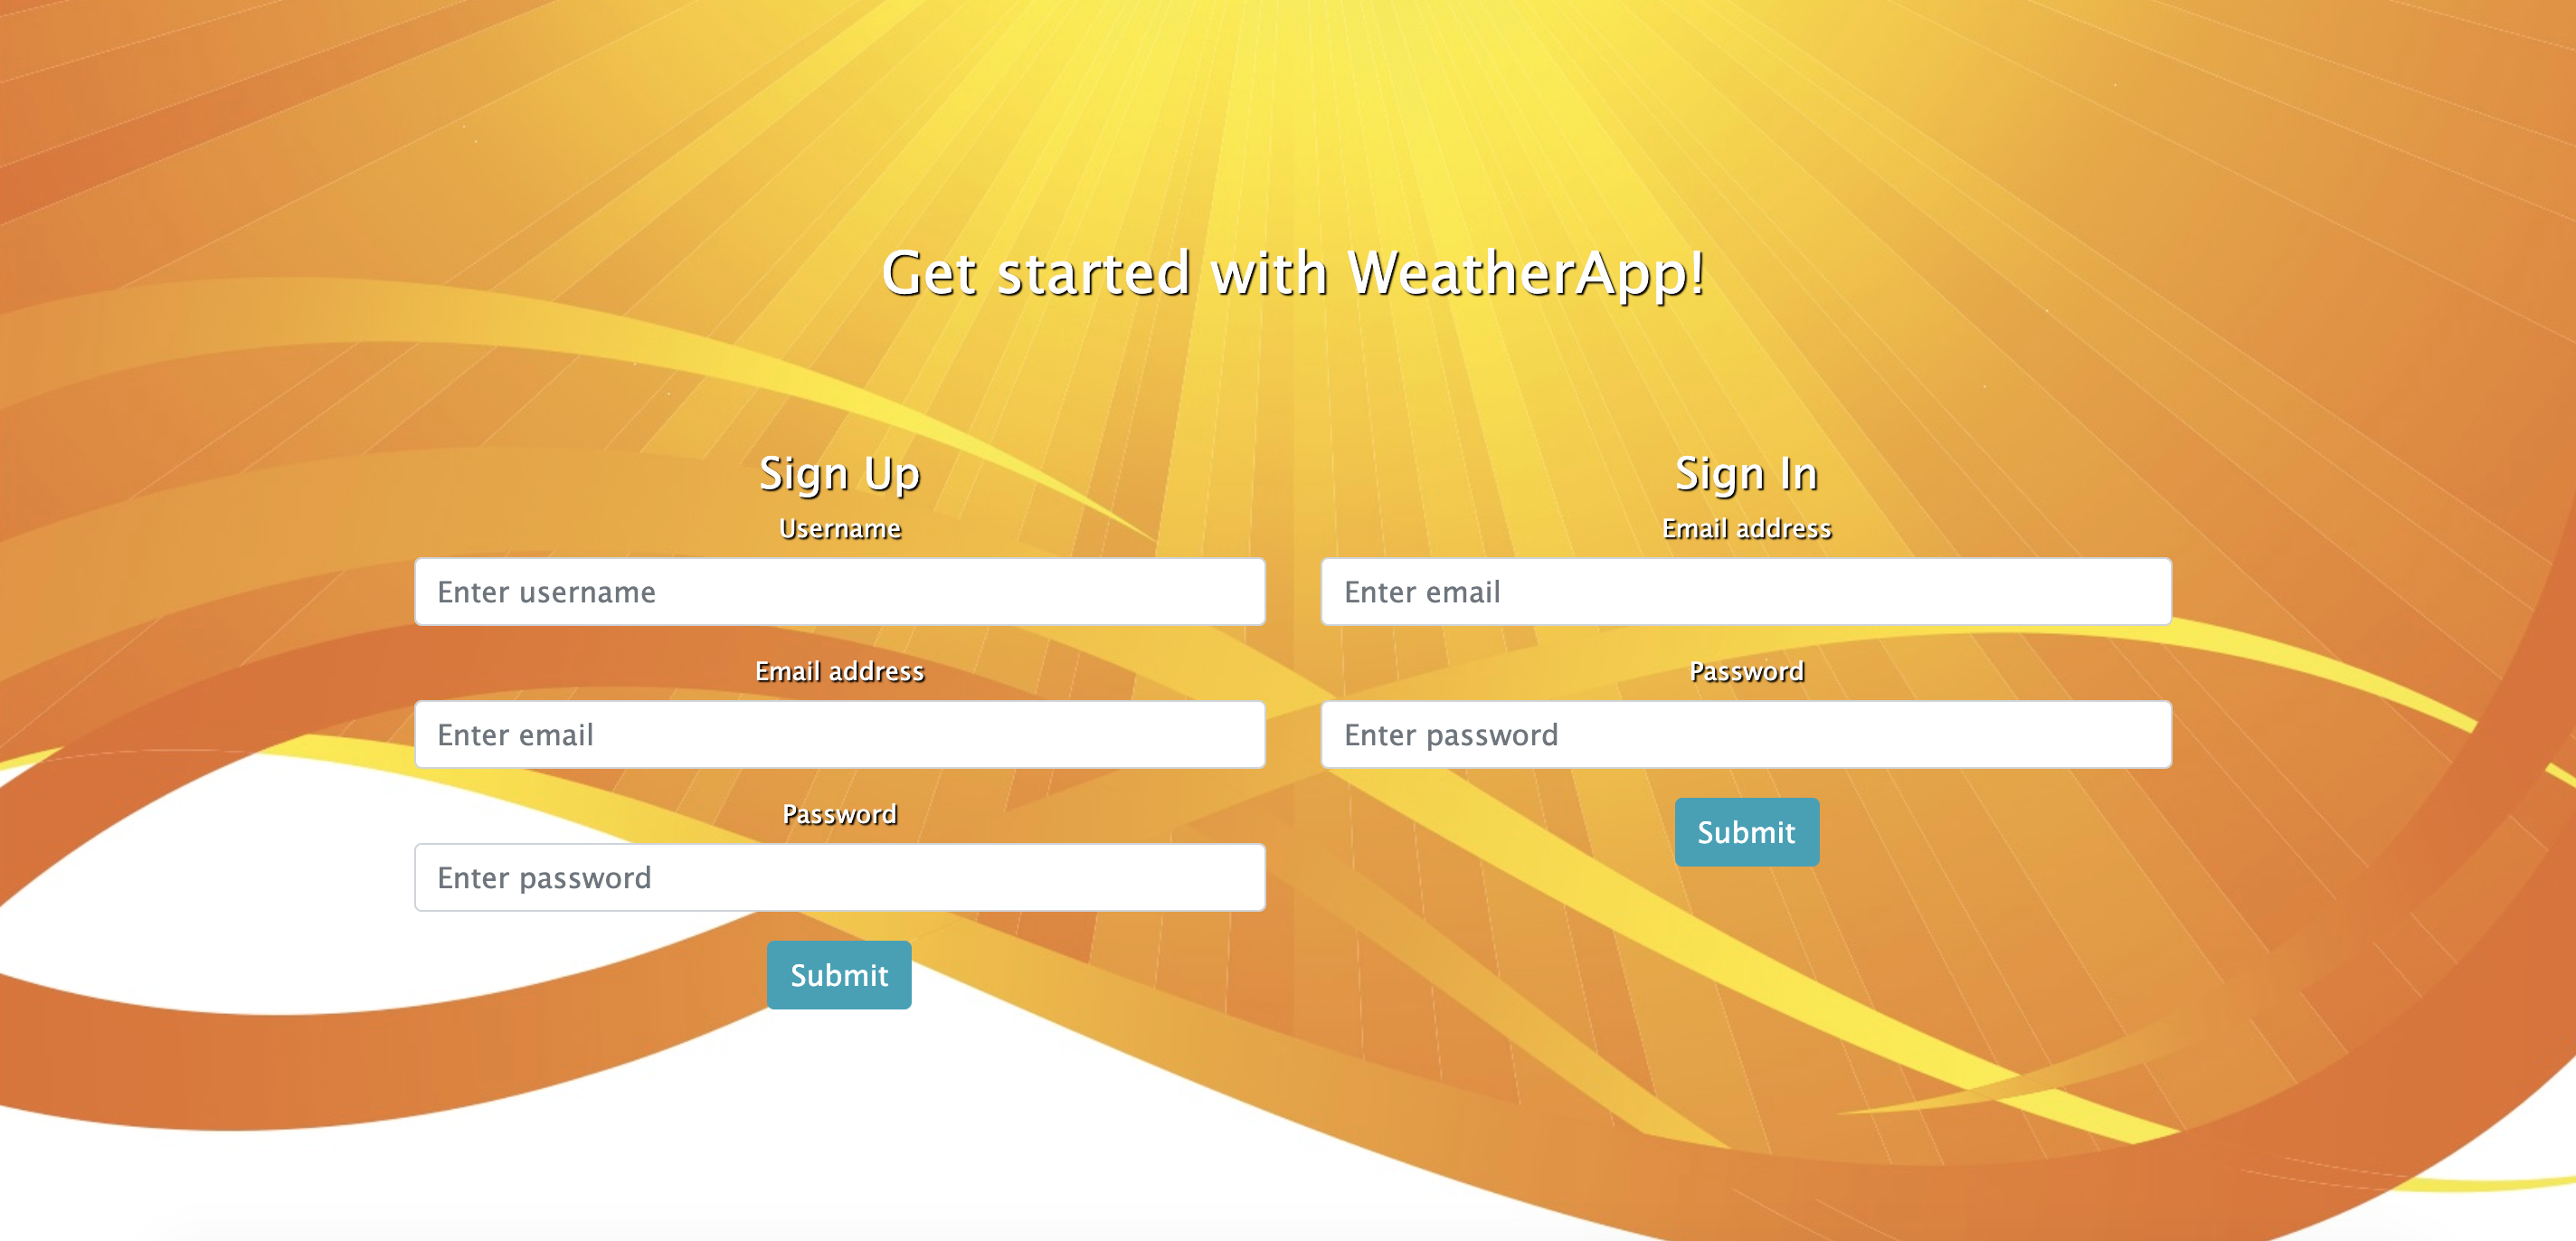 Get started with WeatherApp!
Sign Up
Username
Enter username
Email address
Enter email
Password
Enter password
Submit
Sign In
Email address
Enter email
Password
Enter password
Submit